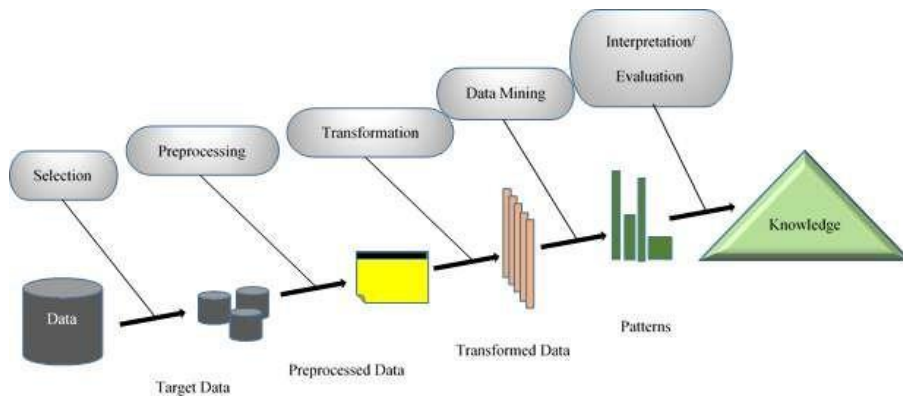 Interpretation/
Evaluation
Data Mining
Transformation
Preprocessing
Selection
Knowledge
Data
Patterns
Transformed Data
Preprocessed Data
Target Data